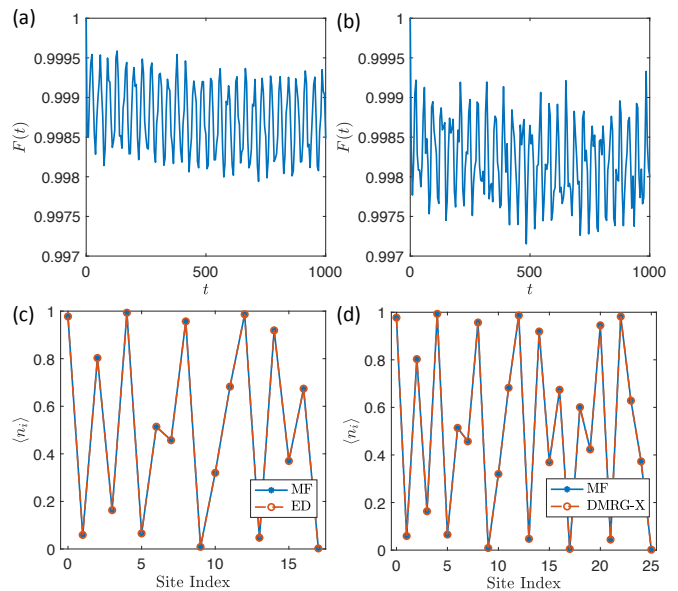 (a)
1
0.9995
0.999
0.9985
0.998
0.9975
0.997
F(t)
0
500
1000
t
(b)
1
0.9995
0.999
0.9985
0.998
0.9975
0.997
F(t)
0
500
1000
t
(c)
1
0.8
0.6
0.4
0.2
0
⟨n_i⟩
MF
ED
0
5
10
15
Site Index
(d)
1
0.8
0.6
0.4
0.2
0
⟨n_i⟩
MF
DMRG-X
0
5
10
15
20
25
Site Index